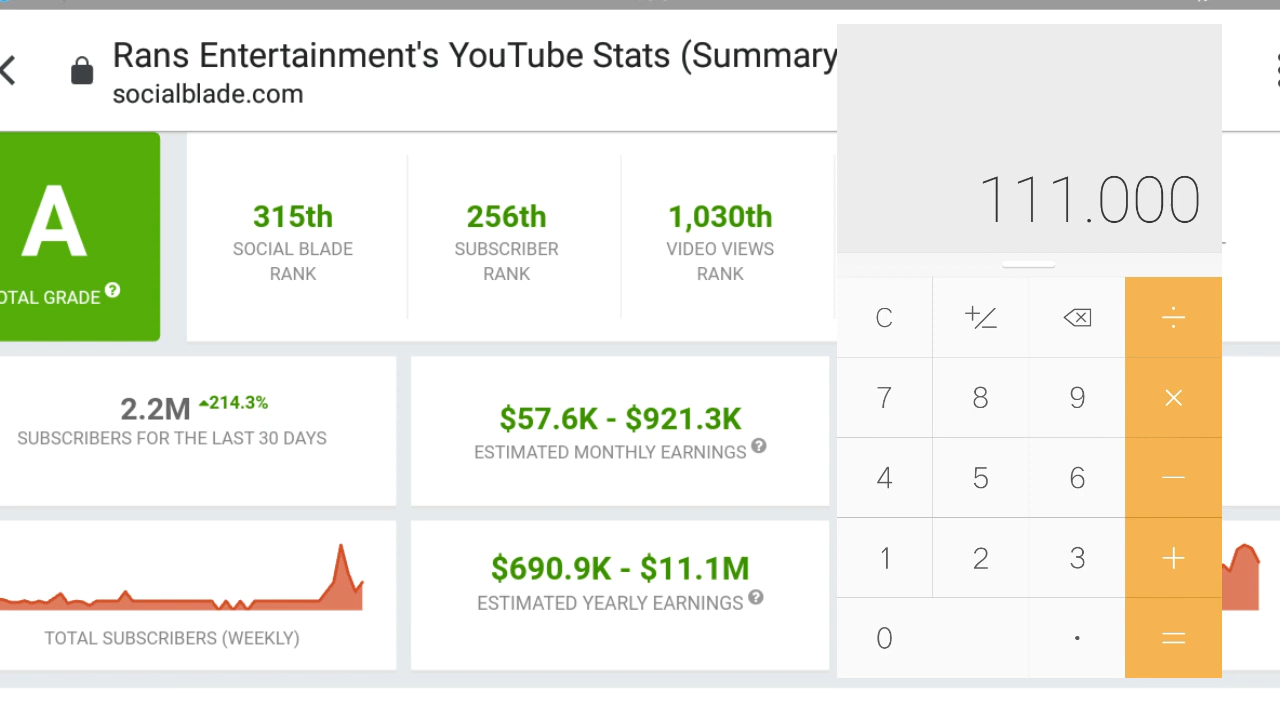 Rans Entertainment's YouTube Stats (Summary
socialblade.com
A
OTAL GRADE ?
315th
SOCIAL BLADE
RANK
256th
SUBSCRIBER
RANK
1,030th
VIDEO VIEWS
RANK
2.2M 214.3%
SUBSCRIBERS FOR THE LAST 30 DAYS
$57.6K - $921.3K
ESTIMATED MONTHLY EARNINGS ?
TOTAL SUBSCRIBERS (WEEKLY)
$690.9K - $11.1M
ESTIMATED YEARLY EARNINGS ?
111.000
C +/− ÷
7 8 9 ×
4 5 6 −
1 2 3 +
0 . =